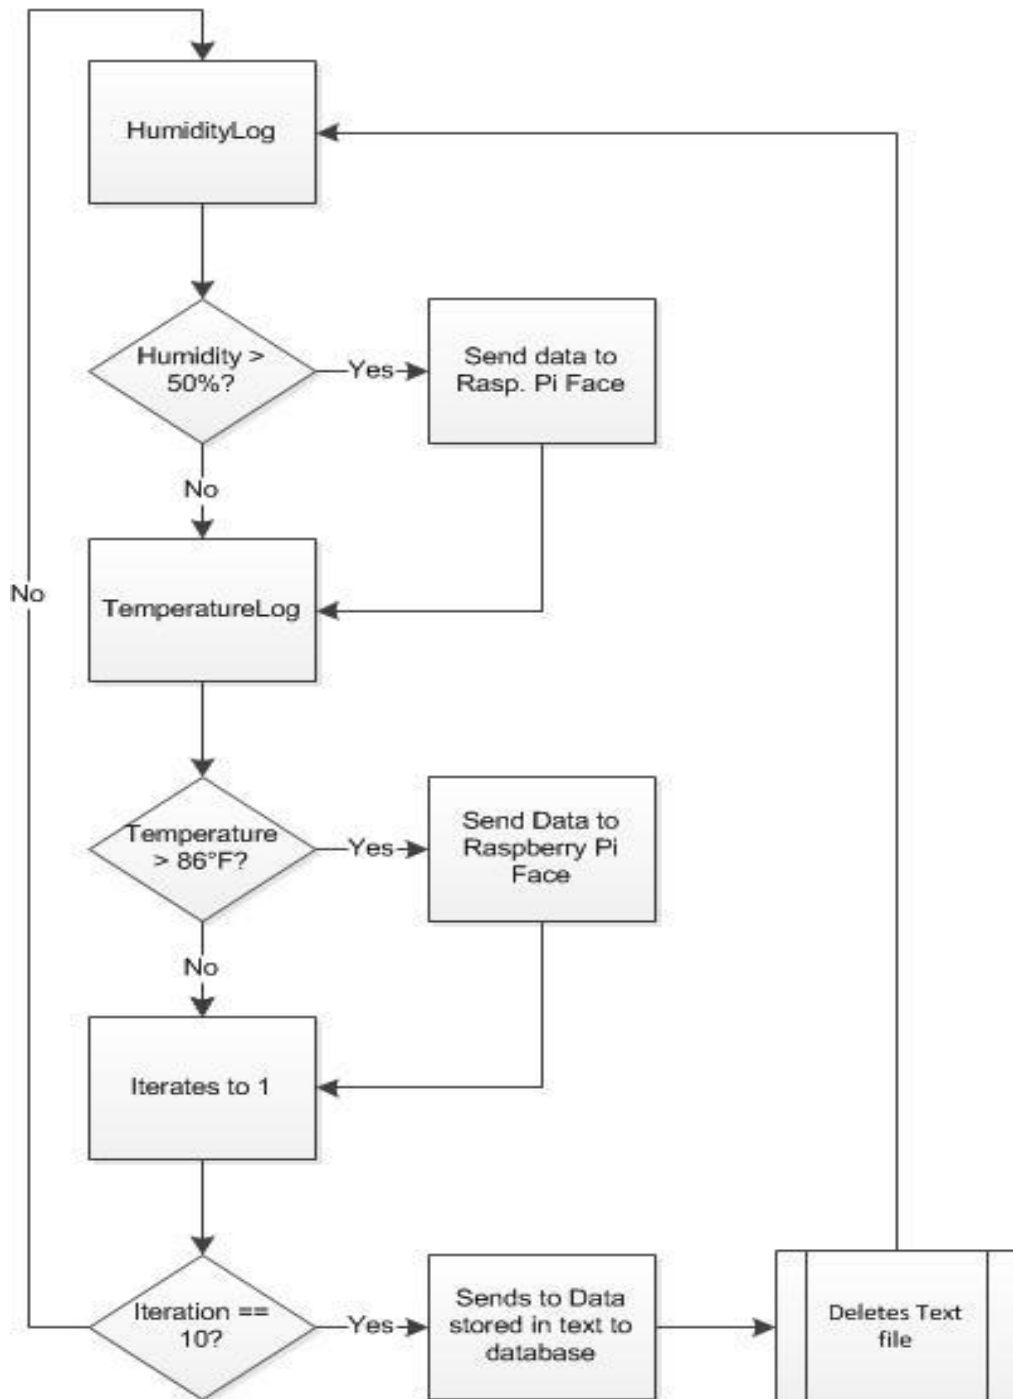 HumidityLog
Humidity >
50%?
Yes
Send data to
Rasp. Pi Face
No
TemperatureLog
No
Temperature
> 86°F?
Yes
Send Data to
Raspberry Pi
Face
No
Iterates to 1
Iteration ==
10?
Yes
Sends to Data
stored in text to
database
Deletes Text
file